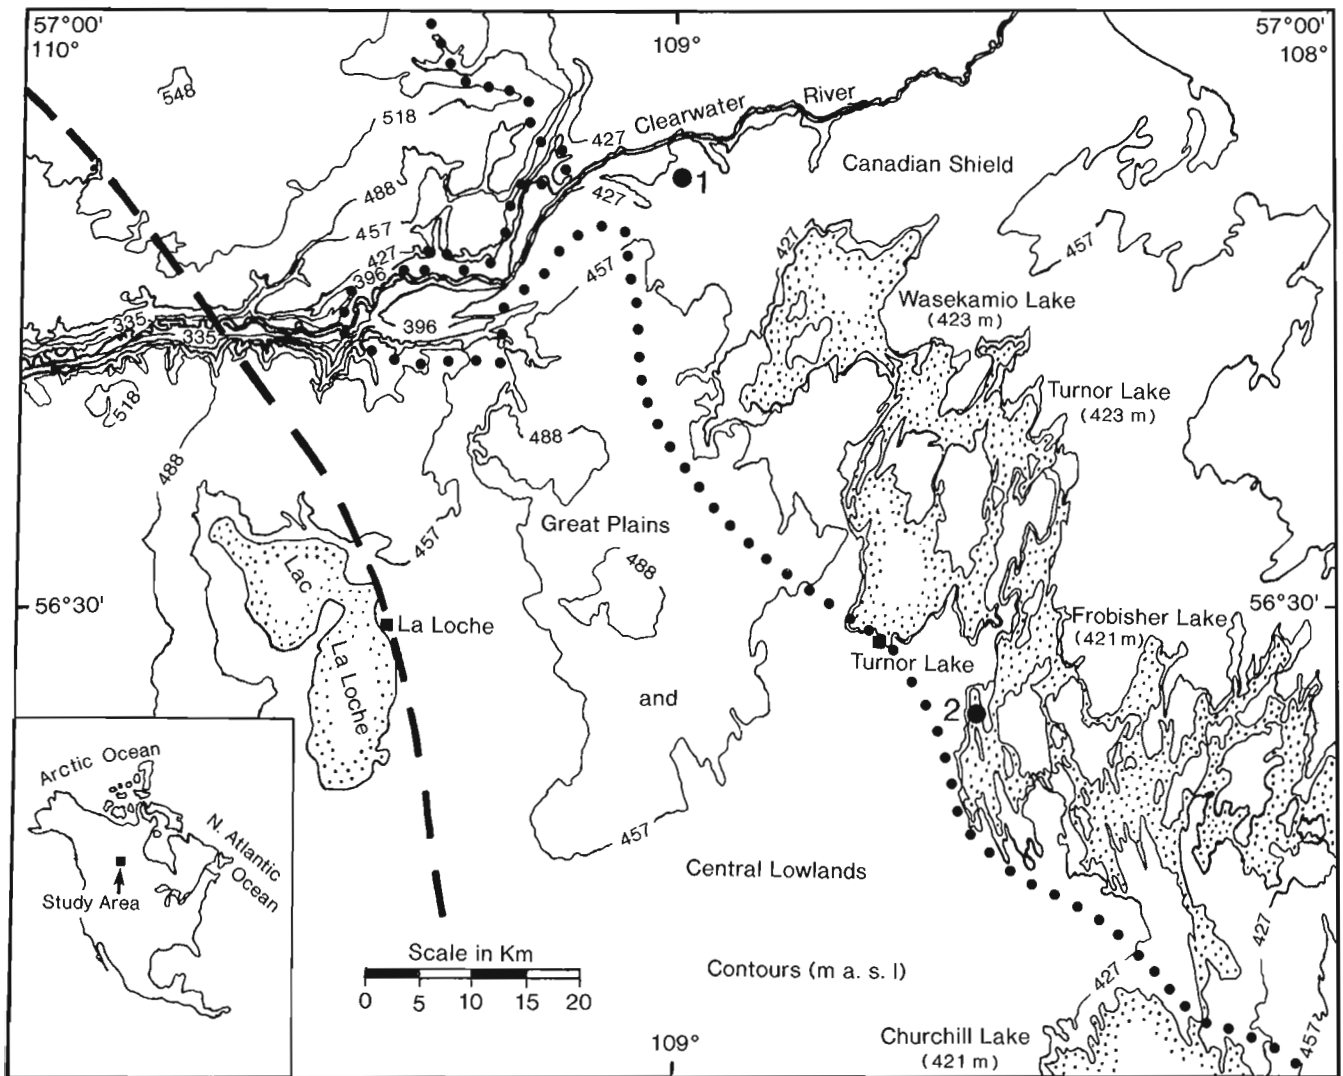 57°00'
110°
109°
57°00'
108°
548
518
427
Clearwater River
Canadian Shield
1
488
427
457
427
396
457
457
427
Wasekamio Lake
(423 m)
335
335
396
518
Turnor Lake
(423 m)
488
488
Great Plains
457
488
Lac
La Loche
56°30'
La Loche
56°30'
Frobisher Lake
(421 m)
Turnor Lake
and
2
457
Central Lowlands
Arctic Ocean
N. Atlantic
Ocean
Study Area
Scale in Km
0 5 10 15 20
Contours (m a. s. l)
427
427
457
109°
Churchill Lake
(421 m)